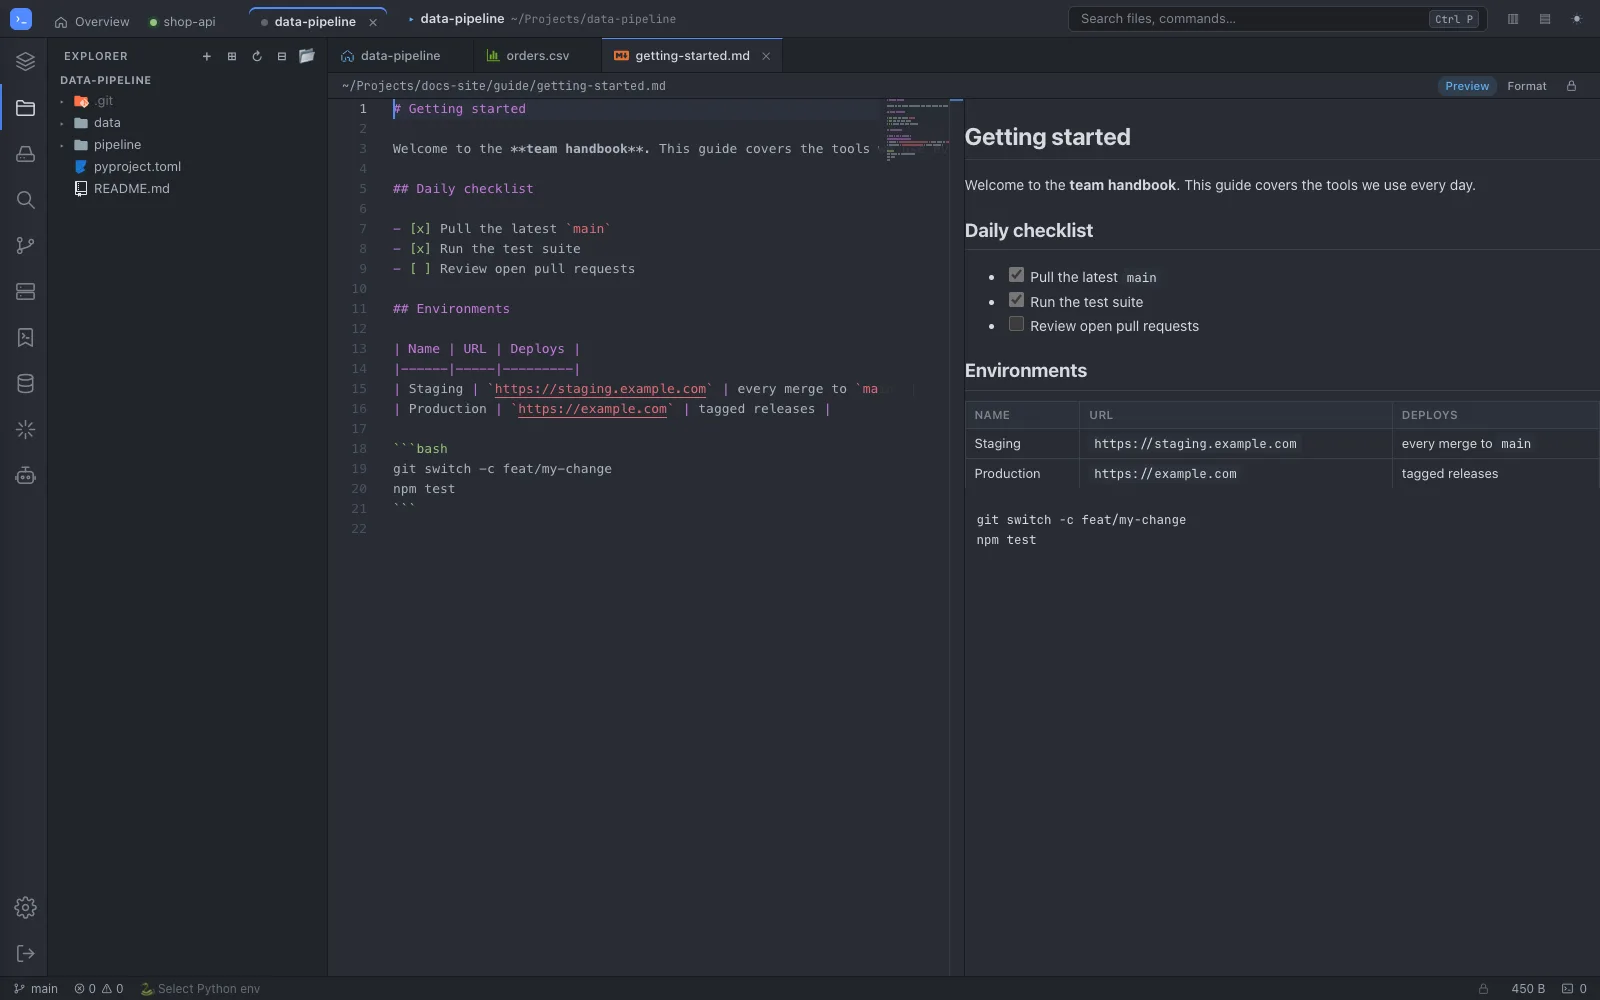 Overview
shop-api
data-pipeline
data-pipeline ~/Projects/data-pipeline
Search files, commands...
Ctrl P
EXPLORER
DATA-PIPELINE
.git
data
pipeline
pyproject.toml
README.md
data-pipeline
orders.csv
getting-started.md
~/Projects/docs-site/guide/getting-started.md
Preview
Format
1 # Getting started
2
3 Welcome to the **team handbook**. This guide covers the tools
4
5 ## Daily checklist
6
7 - [x] Pull the latest `main`
8 - [x] Run the test suite
9 - [ ] Review open pull requests
10
11 ## Environments
12
13 | Name | URL | Deploys |
14 |------|-----|---------|
15 | Staging | `https://staging.example.com` | every merge to `ma
16 | Production | `https://example.com` | tagged releases |
17
18 ```bash
19 git switch -c feat/my-change
20 npm test
21 ```
22
Getting started
Welcome to the team handbook. This guide covers the tools we use every day.
Daily checklist
• Pull the latest main
• Run the test suite
• Review open pull requests
Environments
NAME URL DEPLOYS
Staging https://staging.example.com every merge to main
Production https://example.com tagged releases
git switch -c feat/my-change
npm test
main
0 0
Select Python env
450 B
0